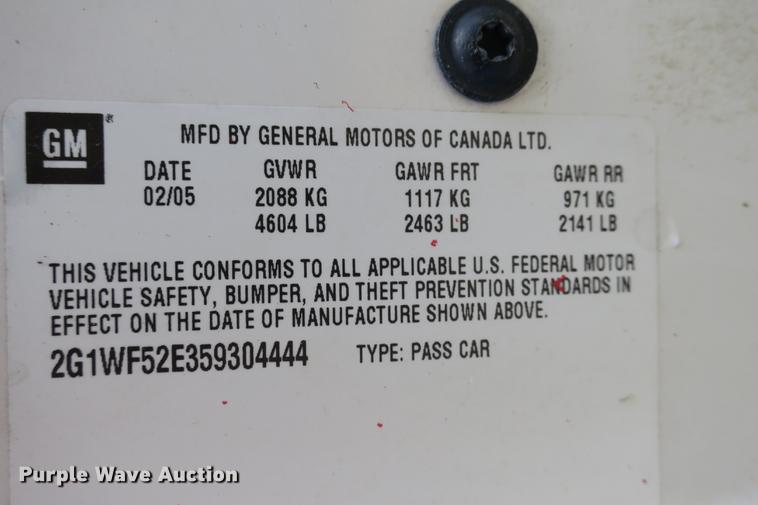 GM
MFD BY GENERAL MOTORS OF CANADA LTD.
DATE GVWR GAWR FRT GAWR RR
02/05 2088 KG 1117 KG 971 KG
4604 LB 2463 LB 2141 LB
THIS VEHICLE CONFORMS TO ALL APPLICABLE U.S. FEDERAL MOTOR
VEHICLE SAFETY, BUMPER, AND THEFT PREVENTION STANDARDS IN
EFFECT ON THE DATE OF MANUFACTURE SHOWN ABOVE.
2G1WF52E359304444 TYPE: PASS CAR
Purple Wave Auction